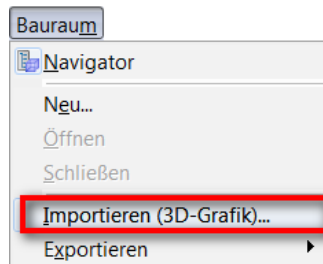 Bauraum
Navigator
Neu...
Öffnen
Schließen
Importieren (3D-Grafik)...
Exportieren